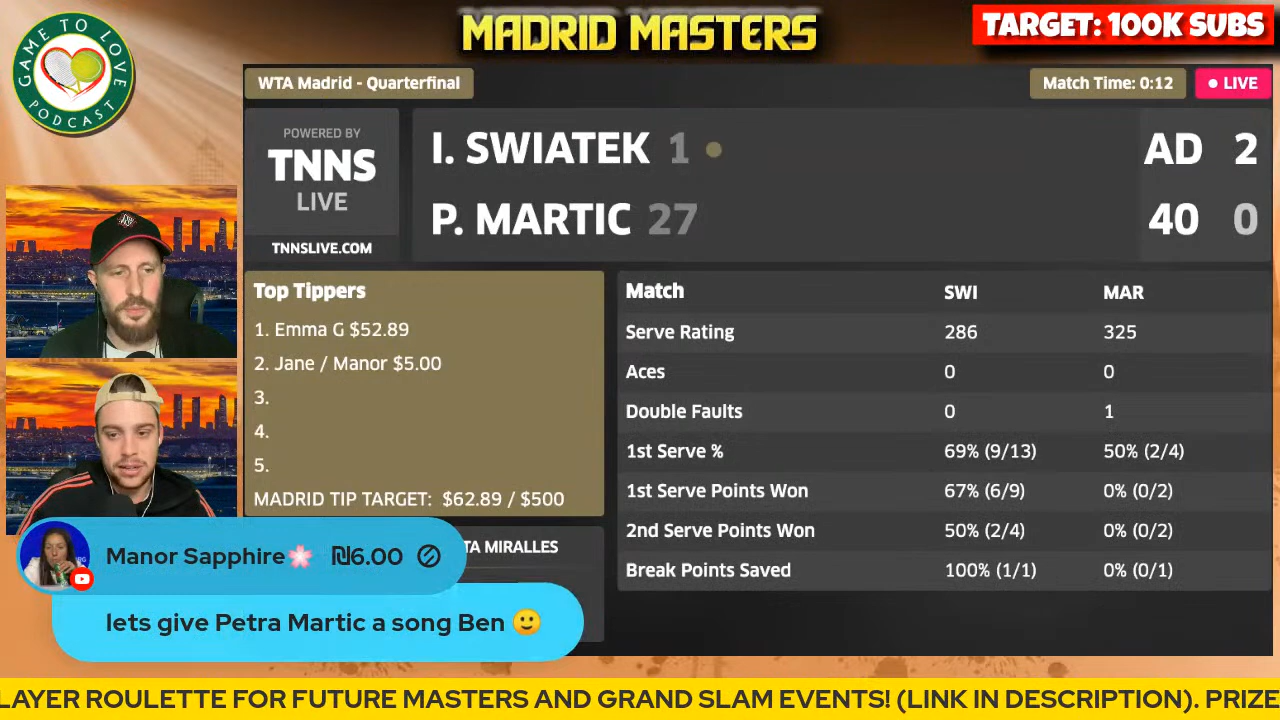 GAME TO LOVE
PODCAST
MADRID MASTERS
TARGET: 100K SUBS
WTA Madrid - Quarterfinal
Match Time: 0:12
LIVE
POWERED BY
TNNS
LIVE
TNNSLIVE.COM
I. SWIATEK 1 AD 2
P. MARTIC 27 40 0
Top Tippers
1. Emma G $52.89
2. Jane / Manor $5.00
3.
4.
5.
MADRID TIP TARGET: $62.89 / $500
TA MIRALLES
Match SWI MAR
Serve Rating 286 325
Aces 0 0
Double Faults 0 1
1st Serve % 69% (9/13) 50% (2/4)
1st Serve Points Won 67% (6/9) 0% (0/2)
2nd Serve Points Won 50% (2/4) 0% (0/2)
Break Points Saved 100% (1/1) 0% (0/1)
Manor Sapphire🌸 ₪6.00
lets give Petra Martic a song Ben 🙂
LAYER ROULETTE FOR FUTURE MASTERS AND GRAND SLAM EVENTS! (LINK IN DESCRIPTION). PRIZE